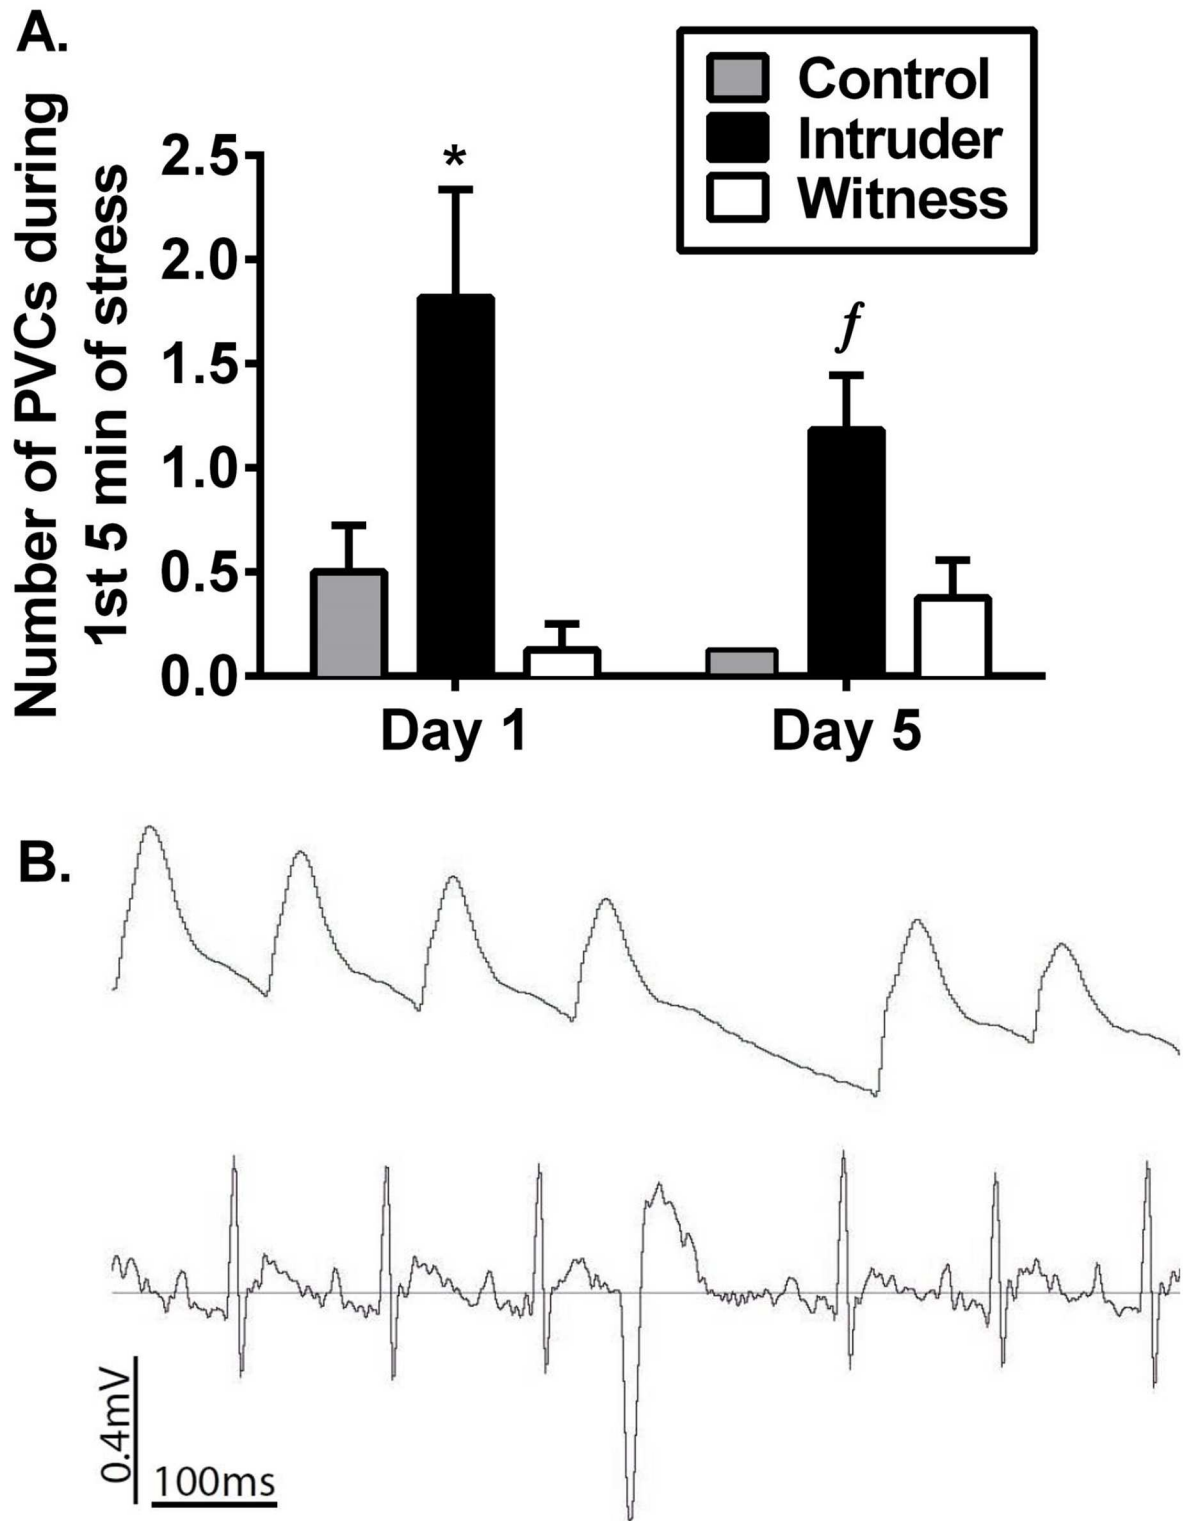 A.
Control
Intruder
Witness
Number of PVCs during
1st 5 min of stress
2.5
2.0
1.5
1.0
0.5
0.0
*
f
Day 1
Day 5
B.
0.4mV
100ms